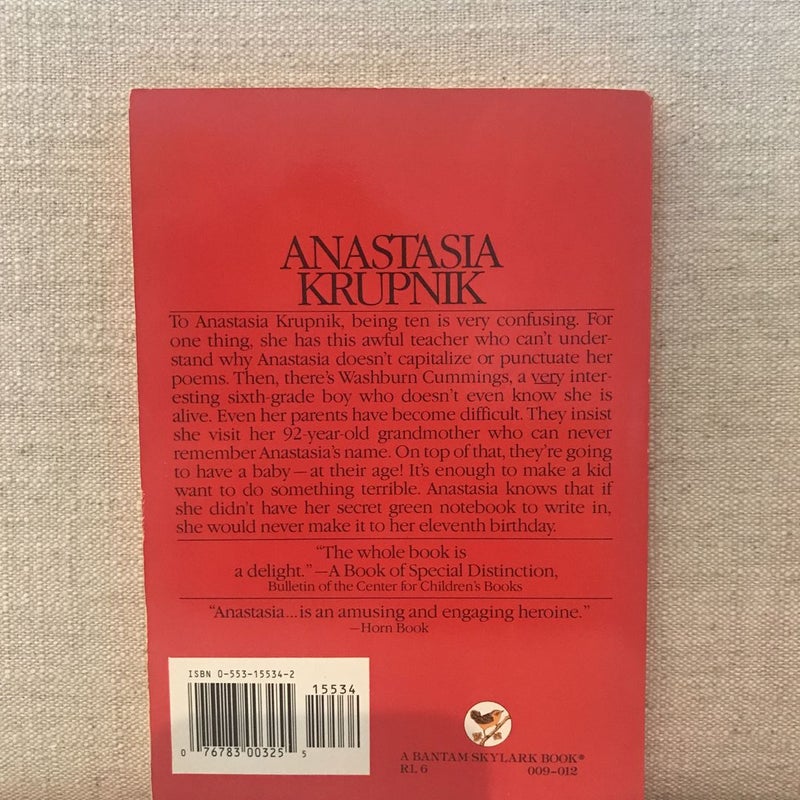 ANASTASIA
KRUPNIK
To Anastasia Krupnik, being ten is very confusing. For
one thing, she has this awful teacher who can't under-
stand why Anastasia doesn't capitalize or punctuate her
poems. Then, there's Washburn Cummings, a very inter-
esting sixth-grade boy who doesn't even know she is
alive. Even her parents have become difficult. They insist
she visit her 92-year-old grandmother who can never
remember Anastasia's name. On top of that, they're going
to have a baby—at their age! It's enough to make a kid
want to do something terrible. Anastasia knows that if
she didn't have her secret green notebook to write in,
she would never make it to her eleventh birthday.
“The whole book is
a delight.”—A Book of Special Distinction,
Bulletin of the Center for Children's Books
“Anastasia...is an amusing and engaging heroine.”
—Horn Book
ISBN 0-553-15534-2
15534
0 76783 00325 5
A BANTAM SKYLARK BOOK®
RL 6 009-012